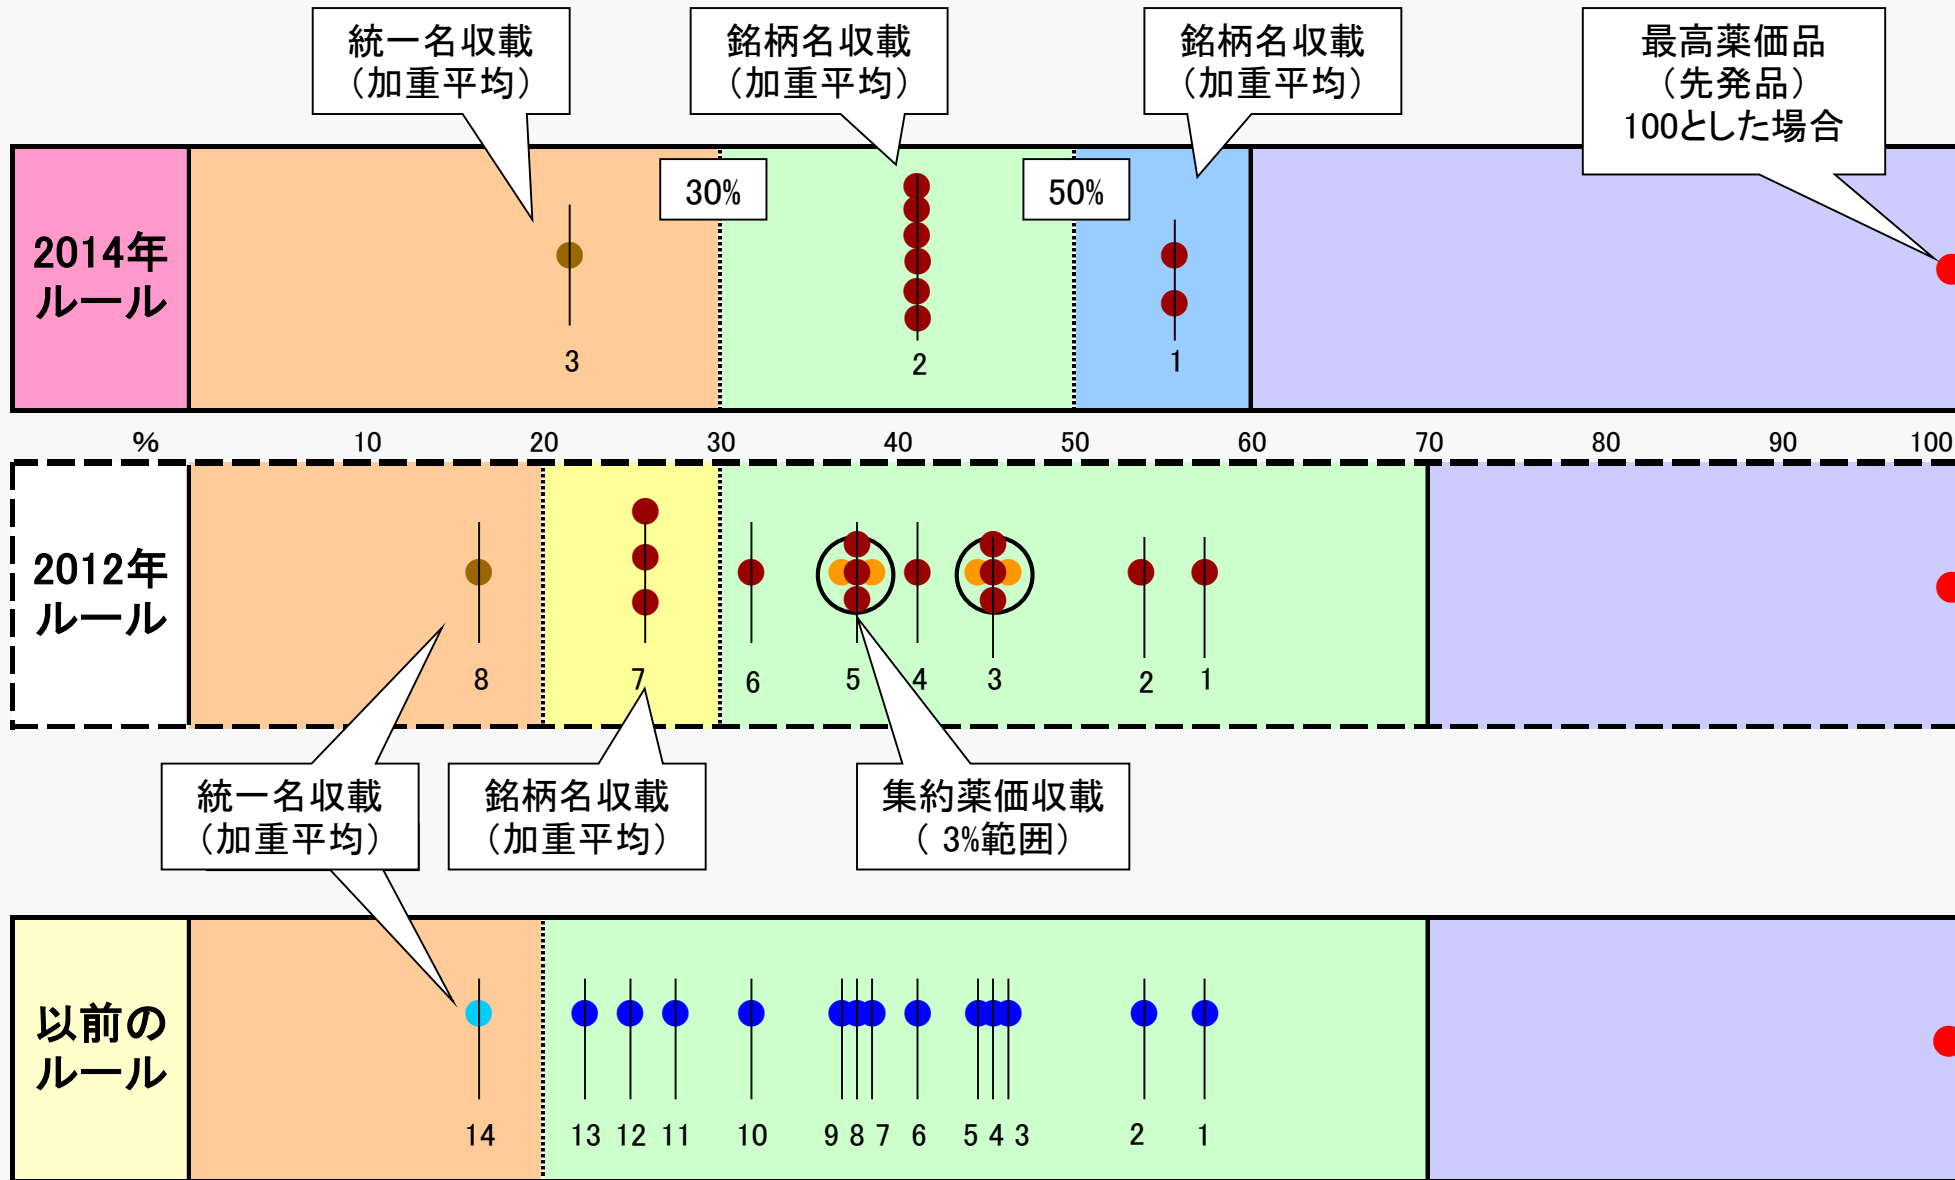 統一名収載
（加重平均）
銘柄名収載
（加重平均）
銘柄名収載
（加重平均）
最高薬価品
（先発品）
100とした場合
2014年
ルール
30%
50%
3
2
1
% 10 20 30 40 50 60 70 80 90 100
2012年
ルール
8 7 6 5 4 3 2 1
統一名収載
（加重平均）
銘柄名収載
（加重平均）
集約薬価収載
（ 3%範囲）
以前の
ルール
14 13 12 11 10 9 8 7 6 5 4 3 2 1